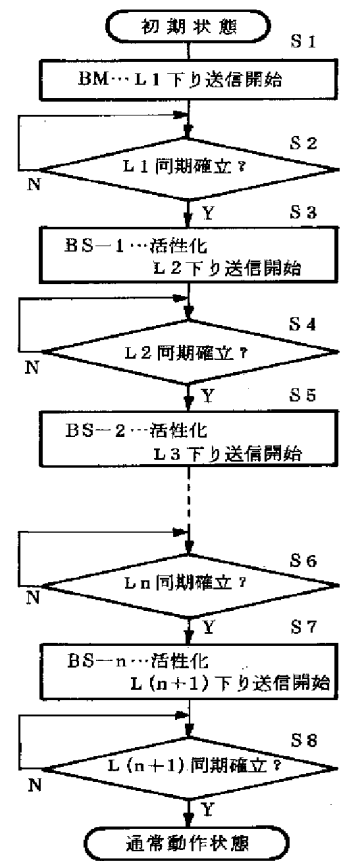 初期状態
S1
BM…L1下り送信開始
S2
L1同期確立?
N
Y
S3
BS-1…活性化
L2下り送信開始
S4
L2同期確立?
N
Y
S5
BS-2…活性化
L3下り送信開始
S6
Ln同期確立?
N
Y
S7
BS-n…活性化
L(n+1)下り送信開始
S8
L(n+1)同期確立?
N
Y
通常動作状態